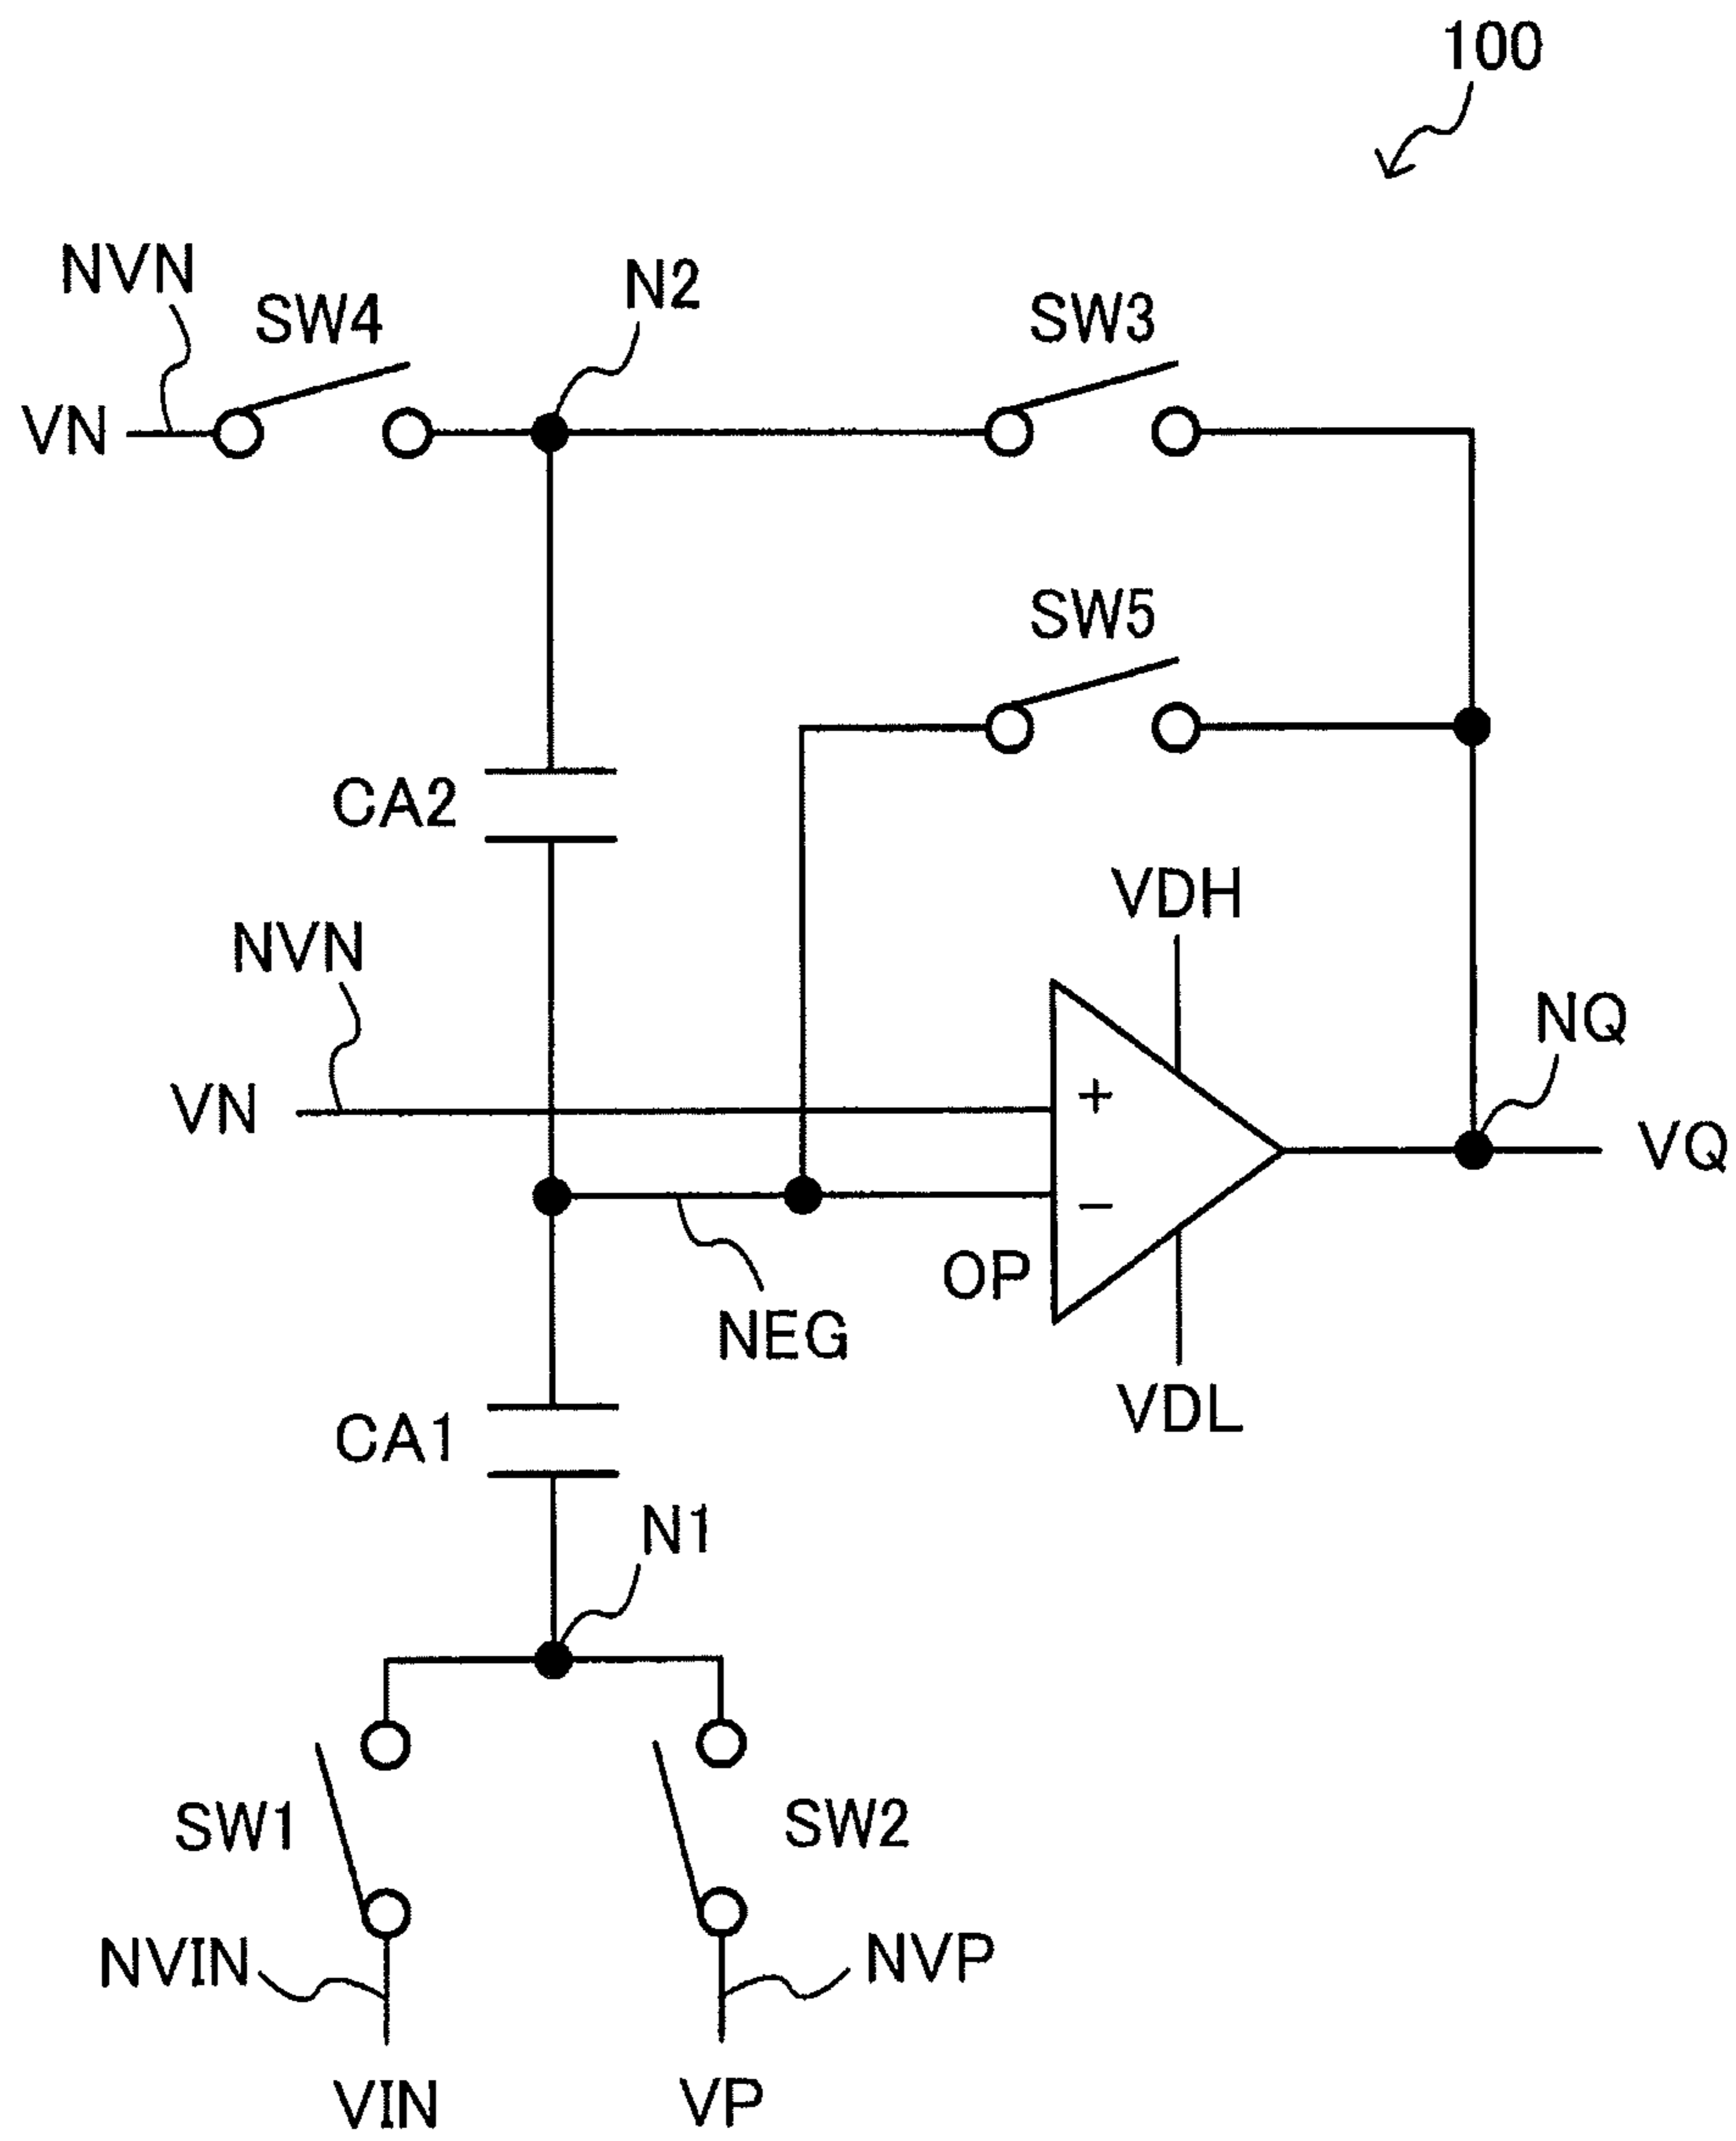 100
NVN
SW4
N2
SW3
VN
SW5
CA2
VDH
NVN
NQ
VN
+
VQ
−
OP
NEG
VDL
CA1
N1
SW1
SW2
NVIN
NVP
VIN
VP